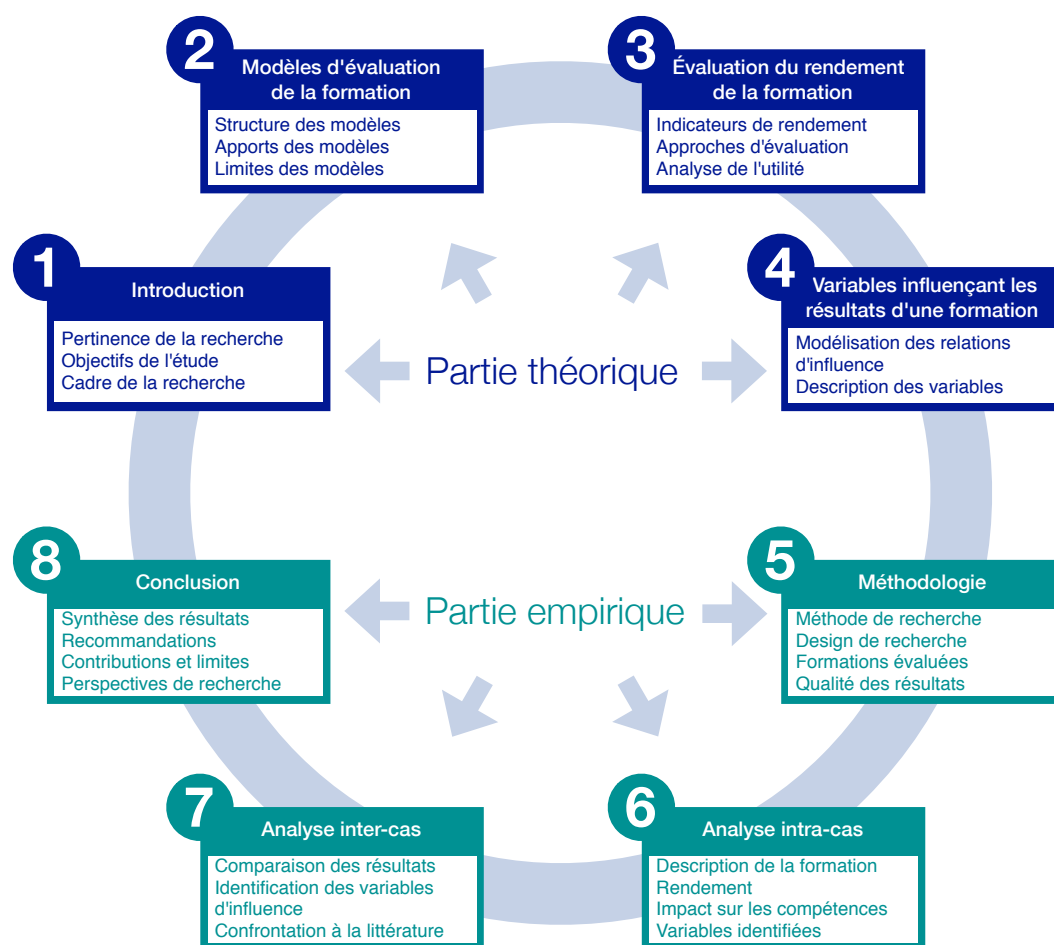 2
Modèles d'évaluation
de la formation
Structure des modèles
Apports des modèles
Limites des modèles
3
Évaluation du rendement
de la formation
Indicateurs de rendement
Approches d'évaluation
Analyse de l'utilité
1
Introduction
Pertinence de la recherche
Objectifs de l'étude
Cadre de la recherche
Partie théorique
4
Variables influençant les
résultats d'une formation
Modélisation des relations
d'influence
Description des variables
8
Conclusion
Synthèse des résultats
Recommandations
Contributions et limites
Perspectives de recherche
Partie empirique
5
Méthodologie
Méthode de recherche
Design de recherche
Formations évaluées
Qualité des résultats
7
Analyse inter-cas
Comparaison des résultats
Identification des variables
d'influence
Confrontation à la littérature
6
Analyse intra-cas
Description de la formation
Rendement
Impact sur les compétences
Variables identifiées